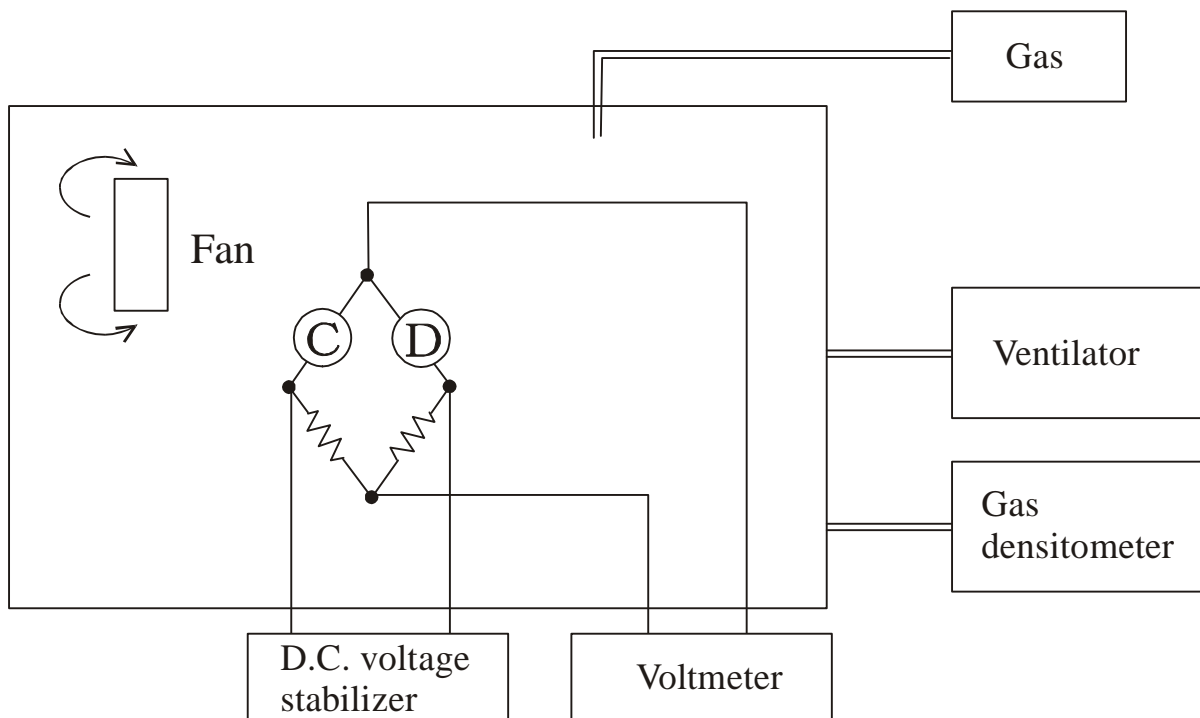 Gas
Fan
C
D
Ventilator
Gas
densitometer
D.C. voltage
stabilizer
Voltmeter